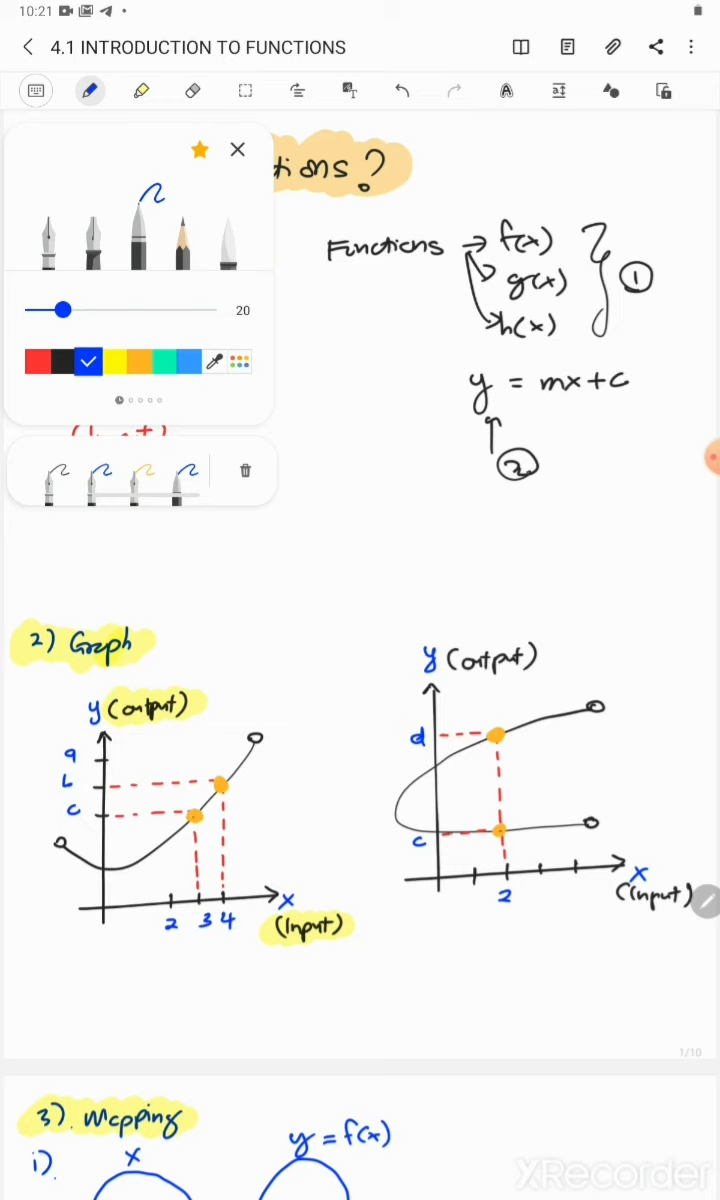 10:21
4.1 INTRODUCTION TO FUNCTIONS
tions?
20
Functions → f(x)
g(x)
h(x)
1
y = mx + c
2
2) Graph
y (output)
a
b
c
2 3 4
x
(Input)
y (output)
d
c
2
x
(Input)
1/10
3). Mapping
i).
x
y = f(x)
XRecorder